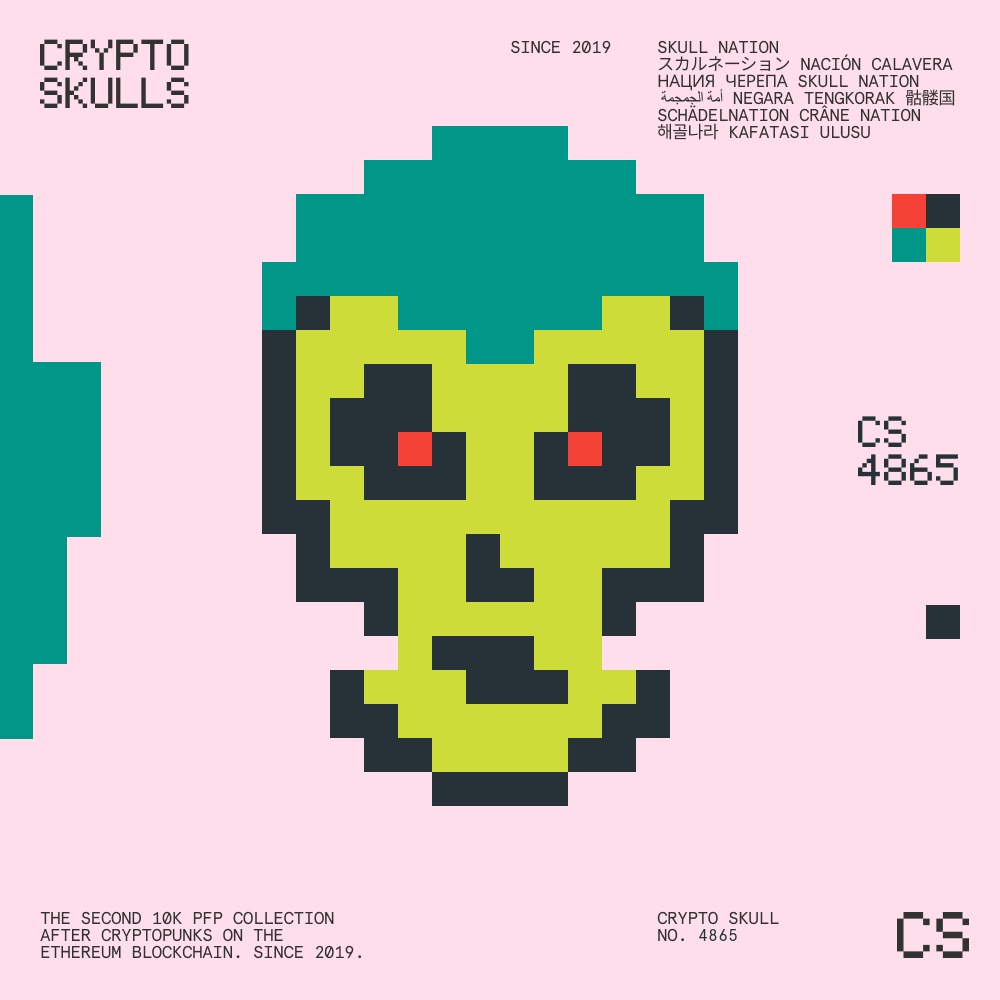 CRYPTO
SKULLS
SINCE 2019
SKULL NATION
スカルネーション NACIÓN CALAVERA
НАЦИЯ ЧЕРЕПА SKULL NATION
أمة الجمجمة NEGARA TENGKORAK 骷髅国
SCHÄDELNATION CRÂNE NATION
해골나라 KAFATASI ULUSU
CS
4865
THE SECOND 10K PFP COLLECTION
AFTER CRYPTOPUNKS ON THE
ETHEREUM BLOCKCHAIN. SINCE 2019.
CRYPTO SKULL
NO. 4865
CS